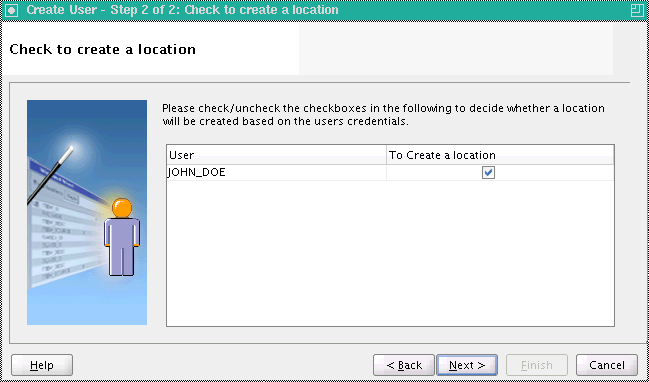 Create User - Step 2 of 2: Check to create a location
Check to create a location
Please check/uncheck the checkboxes in the following to decide whether a location
will be created based on the users credentials.
User To Create a location
JOHN_DOE
Help < Back Next > Finish Cancel